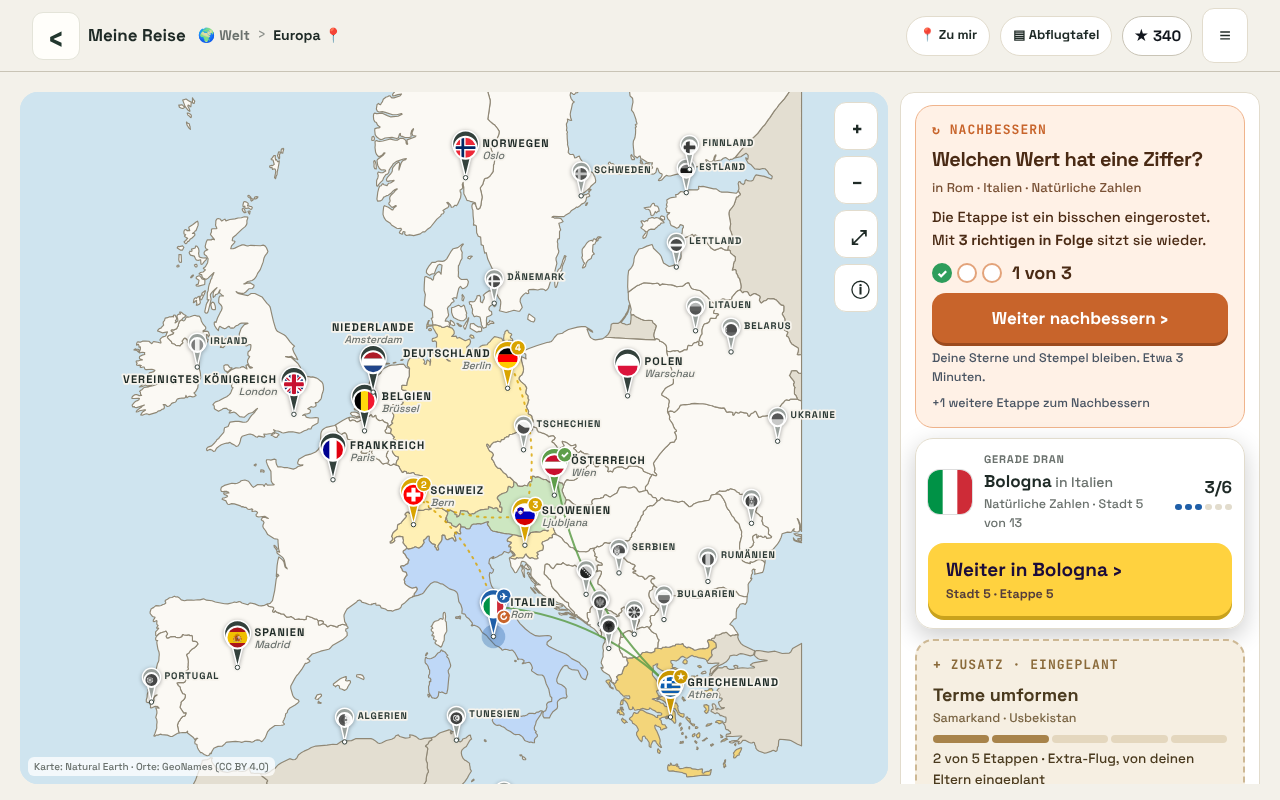 <
Meine Reise
🌍 Welt > Europa 📍
📍 Zu mir
▤ Abflugtafel
★ 340
≡
+
−
⤢
ⓘ
NORWEGEN
Oslo
FINNLAND
SCHWEDEN
ESTLAND
LETTLAND
DÄNEMARK
LITAUEN
BELARUS
IRLAND
NIEDERLANDE
Amsterdam
DEUTSCHLAND
Berlin
4
POLEN
Warschau
VEREINIGTES KÖNIGREICH
London
BELGIEN
Brüssel
UKRAINE
TSCHECHIEN
FRANKREICH
Paris
ÖSTERREICH
Wien
SCHWEIZ
Bern
2
SLOWENIEN
Ljubljana
3
SERBIEN
RUMÄNIEN
BULGARIEN
ITALIEN
Rom
SPANIEN
Madrid
PORTUGAL
GRIECHENLAND
Athen
ALGERIEN
TUNESIEN
Karte: Natural Earth · Orte: GeoNames (CC BY 4.0)
↻ NACHBESSERN
Welchen Wert hat eine Ziffer?
in Rom · Italien · Natürliche Zahlen
Die Etappe ist ein bisschen eingerostet.
Mit 3 richtigen in Folge sitzt sie wieder.
1 von 3
Weiter nachbessern >
Deine Sterne und Stempel bleiben. Etwa 3
Minuten.
+1 weitere Etappe zum Nachbessern
GERADE DRAN
Bologna in Italien
Natürliche Zahlen · Stadt 5
von 13
3/6
Weiter in Bologna >
Stadt 5 · Etappe 5
+ ZUSATZ · EINGEPLANT
Terme umformen
Samarkand · Usbekistan
2 von 5 Etappen · Extra-Flug, von deinen
Eltern eingeplant